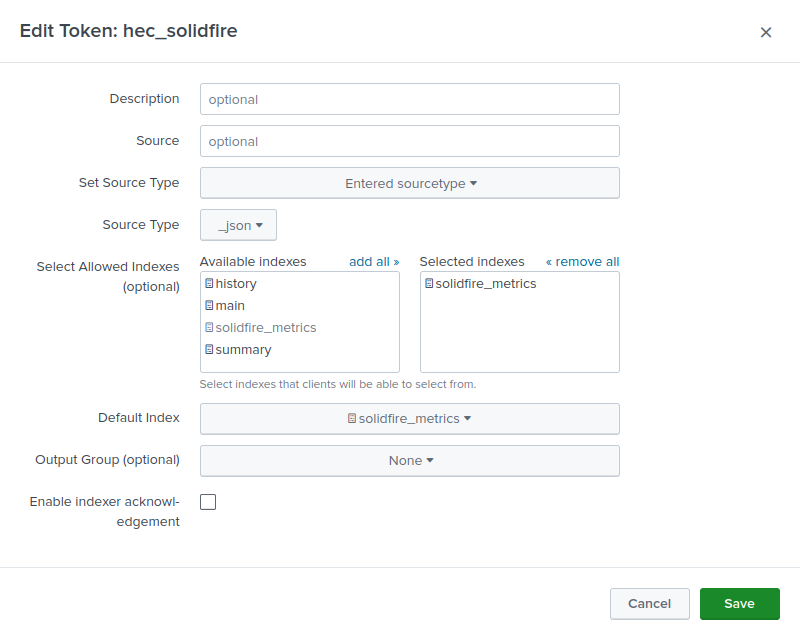 Edit Token: hec_solidfire
Description
optional
Source
optional
Set Source Type
Entered sourcetype
Source Type
_json
Select Allowed Indexes
(optional)
Available indexes
add all »
history
main
solidfire_metrics
summary
Selected indexes
« remove all
solidfire_metrics
Select indexes that clients will be able to select from.
Default Index
solidfire_metrics
Output Group (optional)
None
Enable indexer acknowl-
edgement
Cancel
Save